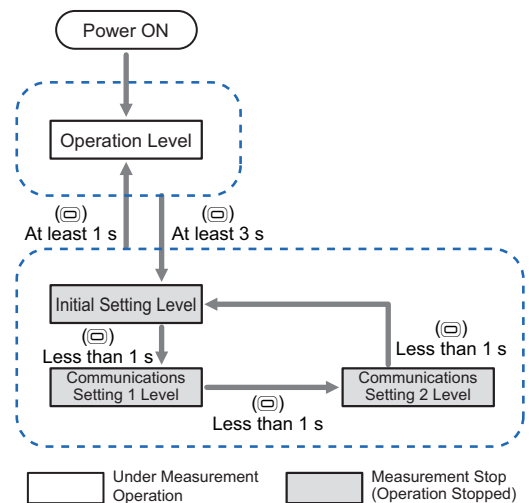 Power ON
Operation Level
At least 1 s
At least 3 s
Initial Setting Level
Less than 1 s
Communications
Setting 1 Level
Less than 1 s
Communications
Setting 2 Level
Less than 1 s
Under Measurement
Operation
Measurement Stop
(Operation Stopped)